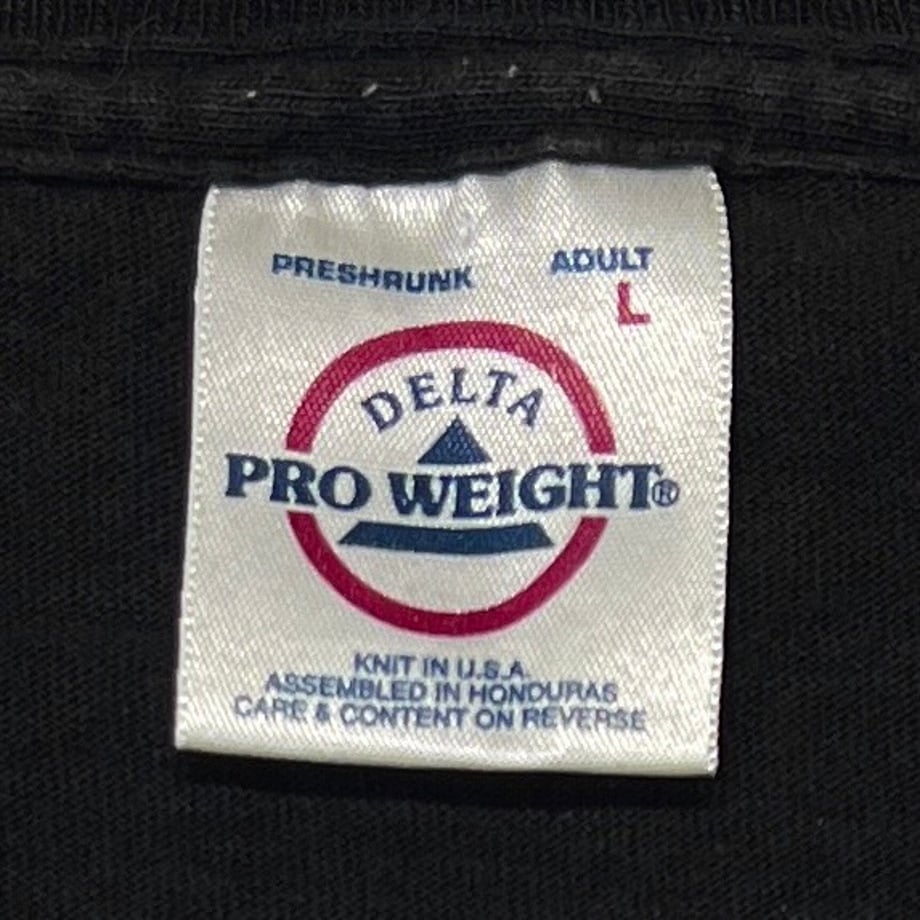 PRESHRUNK ADULT
L
DELTA
PRO WEIGHT®
KNIT IN U.S.A.
ASSEMBLED IN HONDURAS
CARE & CONTENT ON REVERSE